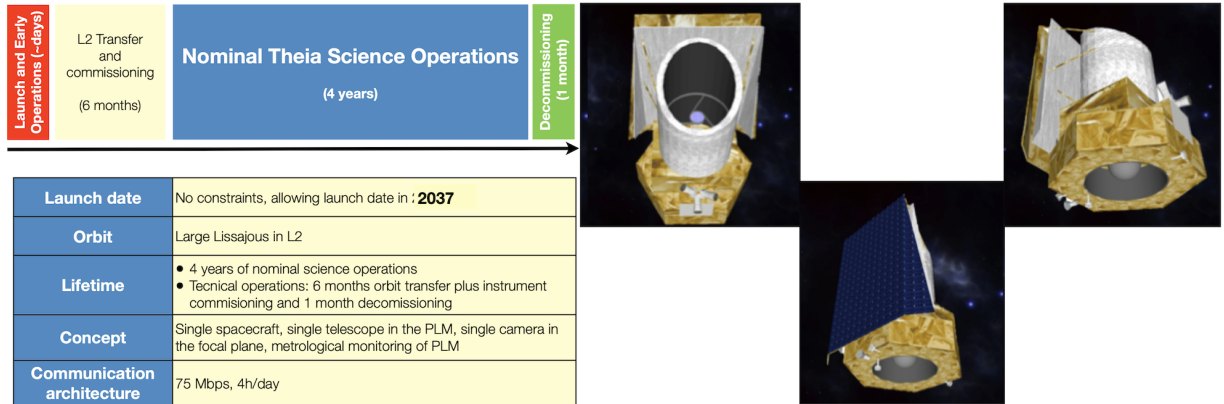 Launch and Early
Operations (~days)
L2 Transfer
and
commissioning
(6 months)
Nominal Theia Science Operations
(4 years)
Decommissioning
(1 month)
Launch date
No constraints, allowing launch date in 2037
Orbit
Large Lissajous in L2
Lifetime
● 4 years of nominal science operations
● Tecnical operations: 6 months orbit transfer plus instrument
commisioning and 1 month decomissioning
Concept
Single spacecraft, single telescope in the PLM, single camera in
the focal plane, metrological monitoring of PLM
Communication
architecture
75 Mbps, 4h/day